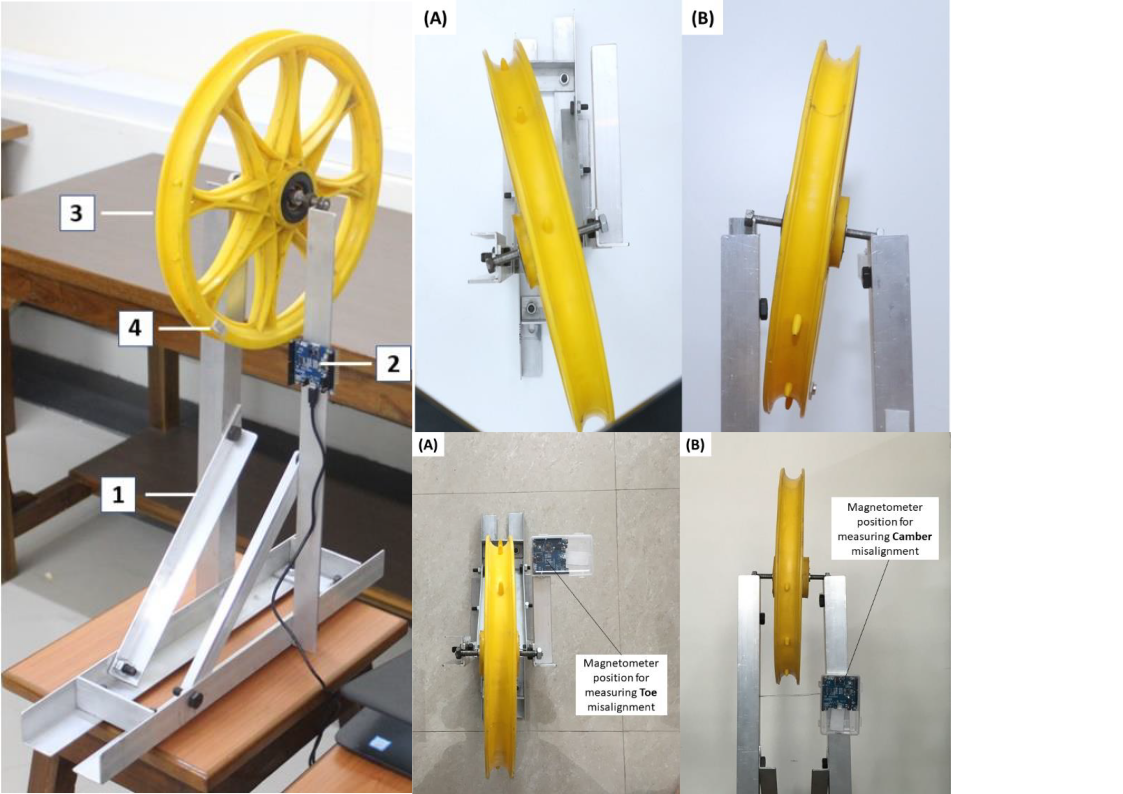 (A)
(B)
3
4
2
1
(A)
(B)
Magnetometer
position for
measuring Camber
misalignment
Magnetometer
position for
measuring Toe
misalignment